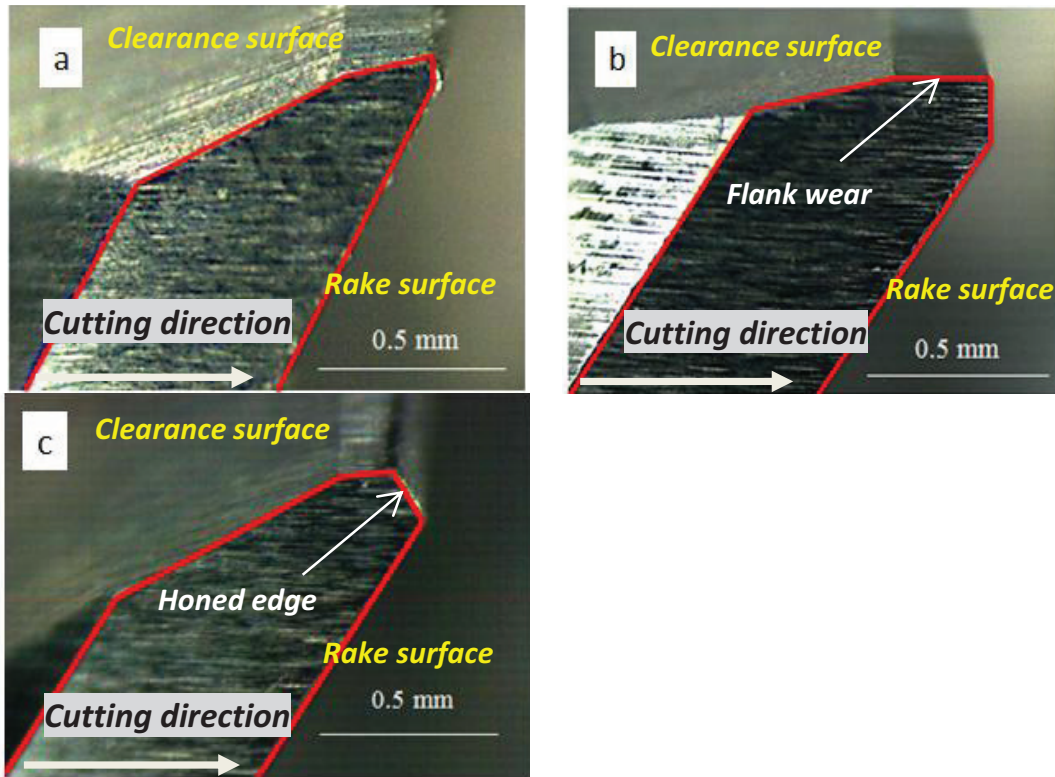 a
Clearance surface
Rake surface
Cutting direction
0.5 mm
b
Clearance surface
Flank wear
Rake surface
Cutting direction
0.5 mm
c
Clearance surface
Honed edge
Rake surface
Cutting direction
0.5 mm